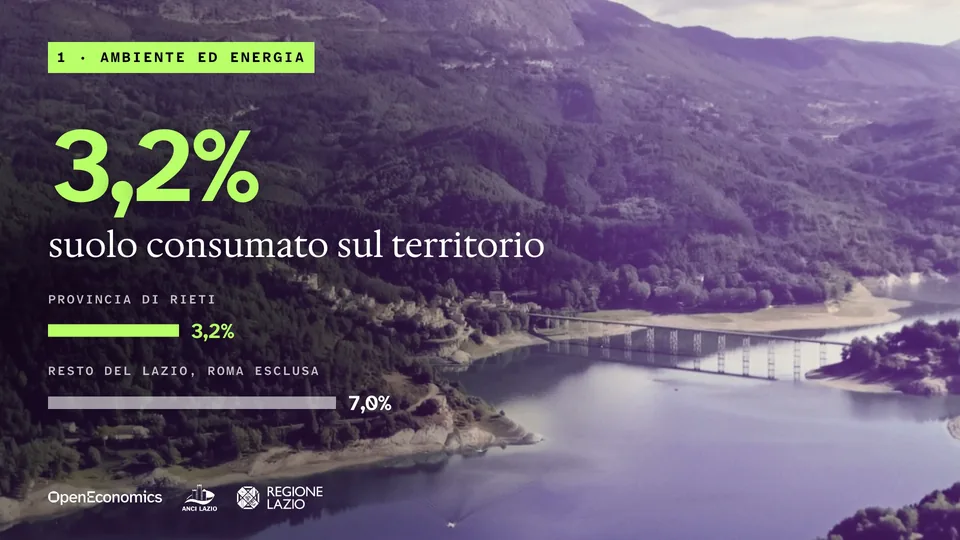 1 · AMBIENTE ED ENERGIA
3,2%
suolo consumato sul territorio
PROVINCIA DI RIETI
3,2%
RESTO DEL LAZIO, ROMA ESCLUSA
7,0%
OpenEconomics
ANCI LAZIO
REGIONE
LAZIO